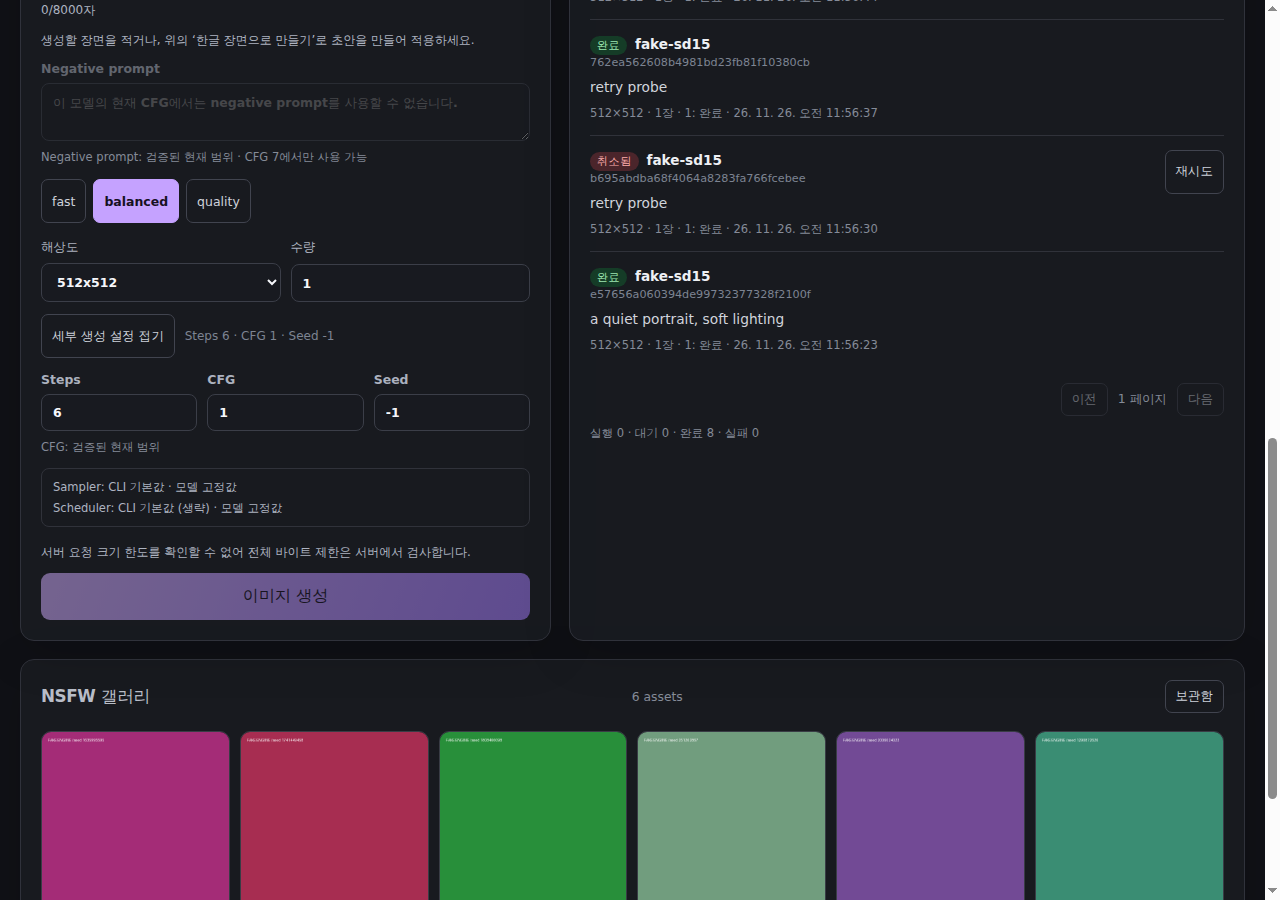 0/8000자
생성할 장면을 적거나, 위의 ‘한글 장면으로 만들기’로 초안을 만들어 적용하세요.
Negative prompt
이 모델의 현재 CFG에서는 negative prompt를 사용할 수 없습니다.
Negative prompt: 검증된 현재 범위 · CFG 7에서만 사용 가능
fast
balanced
quality
해상도
수량
512x512
1
세부 생성 설정 접기
Steps 6 · CFG 1 · Seed -1
Steps
CFG
Seed
6
1
-1
CFG: 검증된 현재 범위
Sampler: CLI 기본값 · 모델 고정값
Scheduler: CLI 기본값 (생략) · 모델 고정값
서버 요청 크기 한도를 확인할 수 없어 전체 바이트 제한은 서버에서 검사합니다.
이미지 생성
완료 fake-sd15
762ea562608b4981bd23fb81f10380cb
retry probe
512×512 · 1장 · 1: 완료 · 26. 11. 26. 오전 11:56:37
취소됨 fake-sd15
재시도
b695abdba68f4064a8283fa766fcebee
retry probe
512×512 · 1장 · 1: 완료 · 26. 11. 26. 오전 11:56:30
완료 fake-sd15
e57656a060394de99732377328f2100f
a quiet portrait, soft lighting
512×512 · 1장 · 1: 완료 · 26. 11. 26. 오전 11:56:23
이전
1 페이지
다음
실행 0 · 대기 0 · 완료 8 · 실패 0
NSFW 갤러리
6 assets
보관함